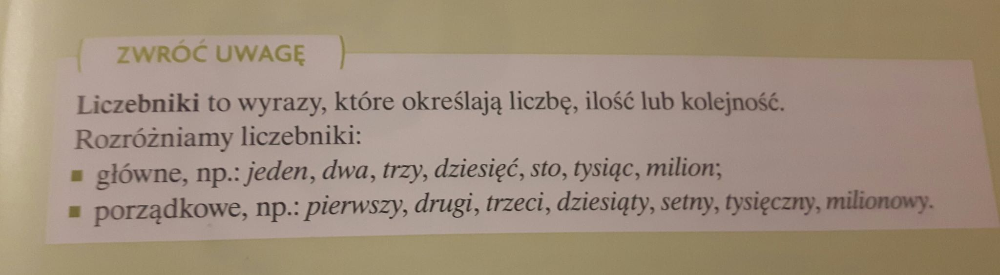 ZWRÓĆ UWAGĘ
Liczebniki to wyrazy, które określają liczbę, ilość lub kolejność.
Rozróżniamy liczebniki:
▪ główne, np.: jeden, dwa, trzy, dziesięć, sto, tysiąc, milion;
▪ porządkowe, np.: pierwszy, drugi, trzeci, dziesiąty, setny, tysięczny, milionowy.